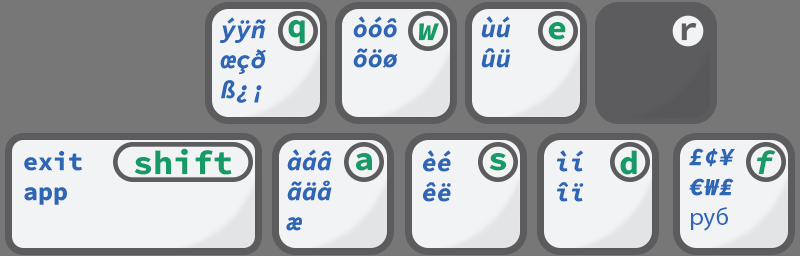 ýÿñ q
œçð
ß¿¡
òóô w
õöø
ùú e
ûü
r
exit shift
app
àáâ a
ãäå
æ
èé s
êë
ìí d
îï
£¢¥ f
€₩₤
руб